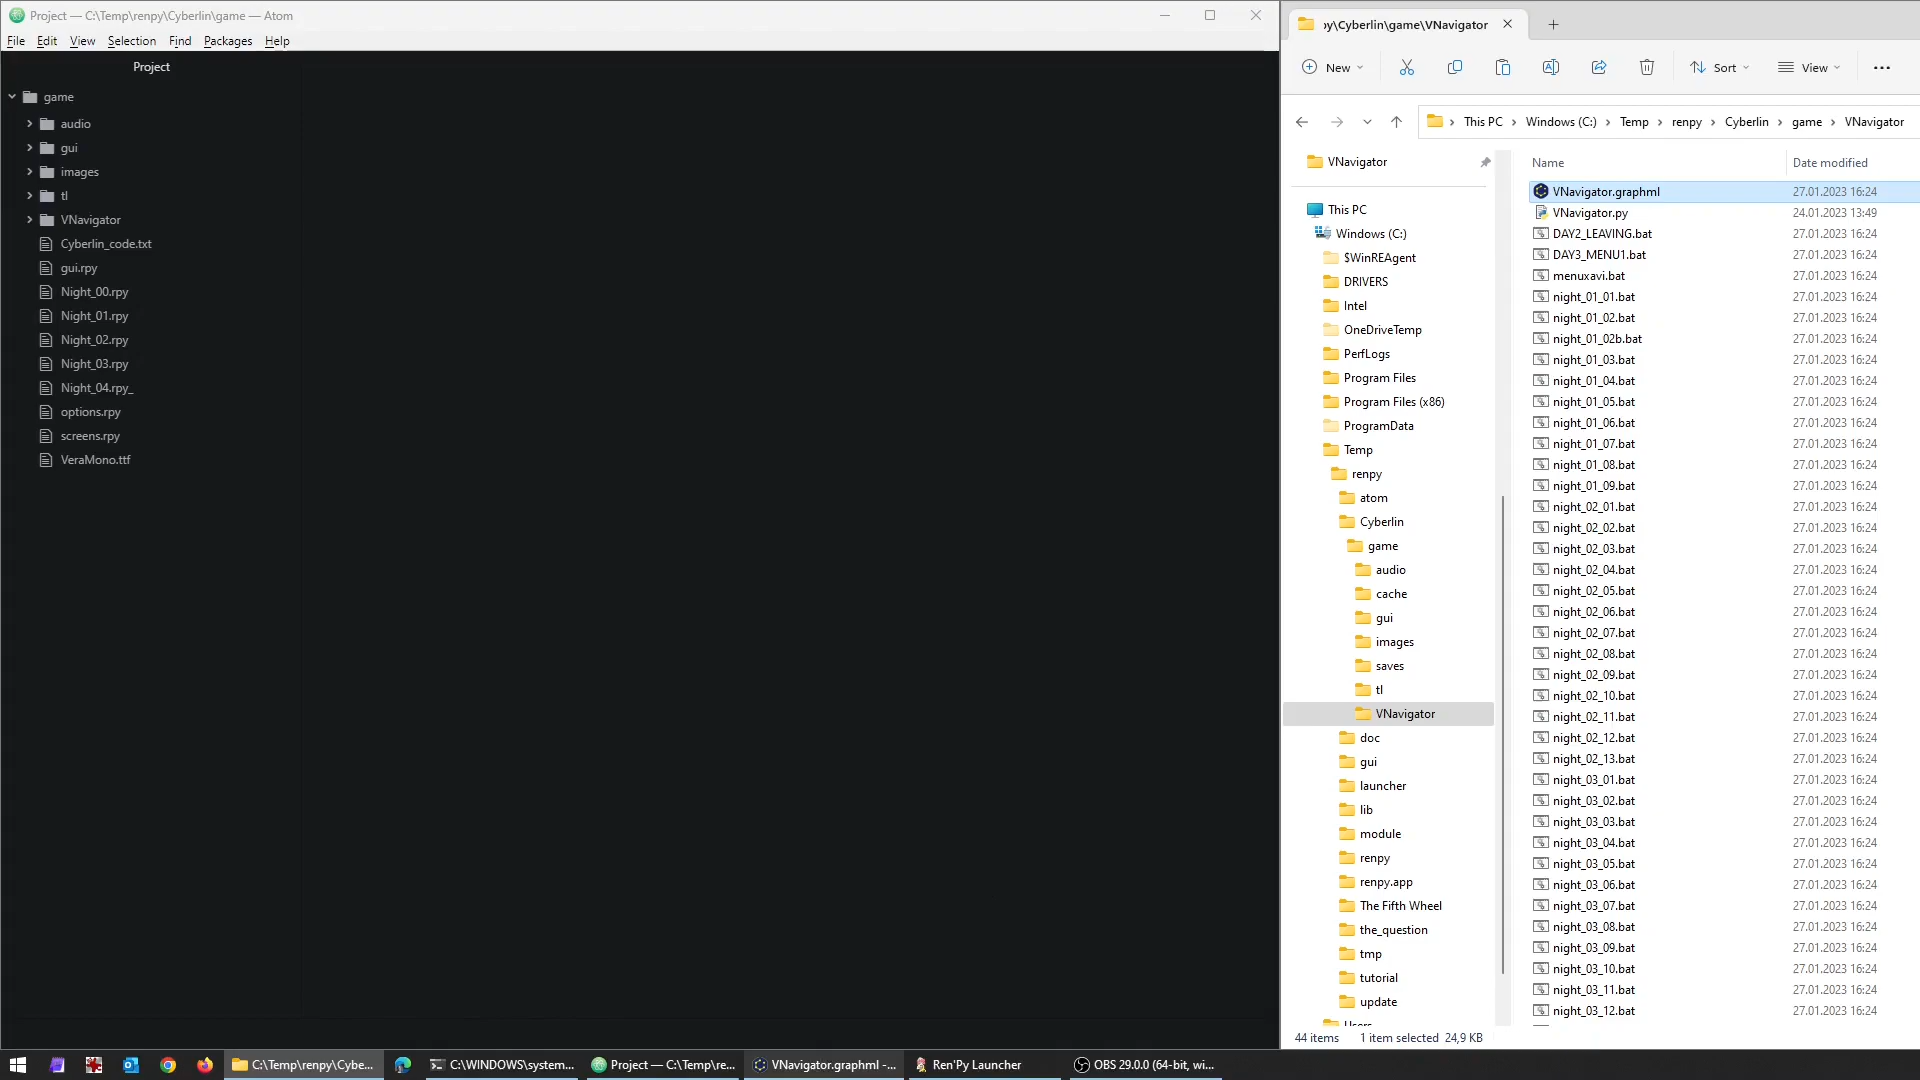 Project — C:\Temp\renpy\Cyberlin\game — Atom
File Edit View Selection Find Packages Help
Project
game
audio
gui
images
tl
VNavigator
Cyberlin_code.txt
gui.rpy
Night_00.rpy
Night_01.rpy
Night_02.rpy
Night_03.rpy
Night_04.rpy_
options.rpy
screens.rpy
VeraMono.ttf
py\Cyberlin\game\VNavigator
New Sort View
This PC Windows (C:) Temp renpy Cyberlin game VNavigator
VNavigator
This PC
Windows (C:)
$WinREAgent
DRIVERS
Intel
OneDriveTemp
PerfLogs
Program Files
Program Files (x86)
ProgramData
Temp
renpy
atom
Cyberlin
game
audio
cache
gui
images
saves
tl
VNavigator
doc
gui
launcher
lib
module
renpy
renpy.app
The Fifth Wheel
the_question
tmp
tutorial
update
Users
Name Date modified
VNavigator.graphml 27.01.2023 16:24
VNavigator.py 24.01.2023 13:49
DAY2_LEAVING.bat 27.01.2023 16:24
DAY3_MENU1.bat 27.01.2023 16:24
menuxavi.bat 27.01.2023 16:24
night_01_01.bat 27.01.2023 16:24
night_01_02.bat 27.01.2023 16:24
night_01_02b.bat 27.01.2023 16:24
night_01_03.bat 27.01.2023 16:24
night_01_04.bat 27.01.2023 16:24
night_01_05.bat 27.01.2023 16:24
night_01_06.bat 27.01.2023 16:24
night_01_07.bat 27.01.2023 16:24
night_01_08.bat 27.01.2023 16:24
night_01_09.bat 27.01.2023 16:24
night_02_01.bat 27.01.2023 16:24
night_02_02.bat 27.01.2023 16:24
night_02_03.bat 27.01.2023 16:24
night_02_04.bat 27.01.2023 16:24
night_02_05.bat 27.01.2023 16:24
night_02_06.bat 27.01.2023 16:24
night_02_07.bat 27.01.2023 16:24
night_02_08.bat 27.01.2023 16:24
night_02_09.bat 27.01.2023 16:24
night_02_10.bat 27.01.2023 16:24
night_02_11.bat 27.01.2023 16:24
night_02_12.bat 27.01.2023 16:24
night_02_13.bat 27.01.2023 16:24
night_03_01.bat 27.01.2023 16:24
night_03_02.bat 27.01.2023 16:24
night_03_03.bat 27.01.2023 16:24
night_03_04.bat 27.01.2023 16:24
night_03_05.bat 27.01.2023 16:24
night_03_06.bat 27.01.2023 16:24
night_03_07.bat 27.01.2023 16:24
night_03_08.bat 27.01.2023 16:24
night_03_09.bat 27.01.2023 16:24
night_03_10.bat 27.01.2023 16:24
night_03_11.bat 27.01.2023 16:24
night_03_12.bat 27.01.2023 16:24
44 items 1 item selected 24,9 KB
C:\Temp\renpy\Cybe... C:\WINDOWS\system... Project — C:\Temp\re... VNavigator.graphml -... Ren'Py Launcher OBS 29.0.0 (64-bit, wi...